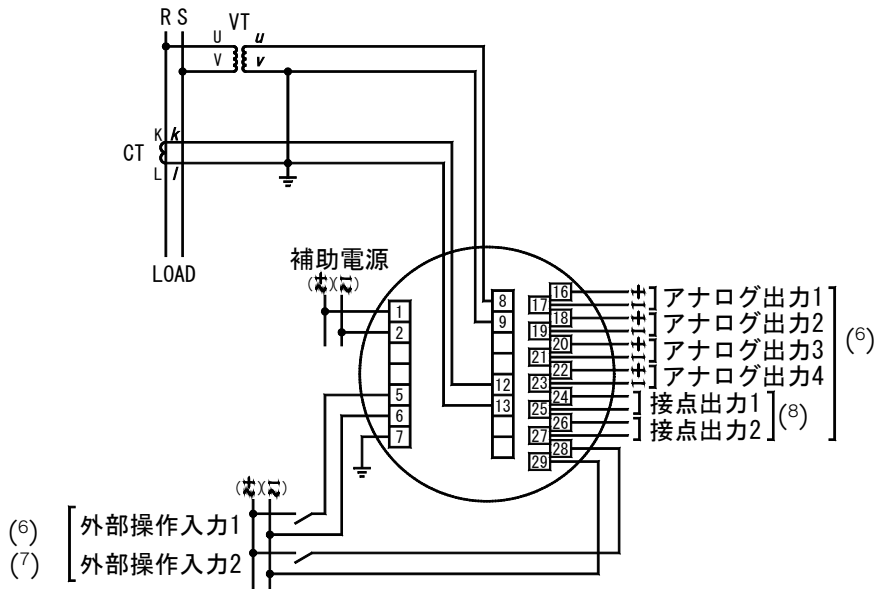 R S
VT
U u
V v
K k
CT
L l
LOAD
補助電源
(+)(-)
1
2
5
6
7
8
9
12
13
16
17
18
19
20
21
22
23
24
25
26
27
28
29
+
-
]アナログ出力1
+
-
]アナログ出力2
+
-
]アナログ出力3
+
-
]アナログ出力4
(6)
]接点出力1
]接点出力2
](8)
(+)(-)
(6) [外部操作入力1
(7) [外部操作入力2